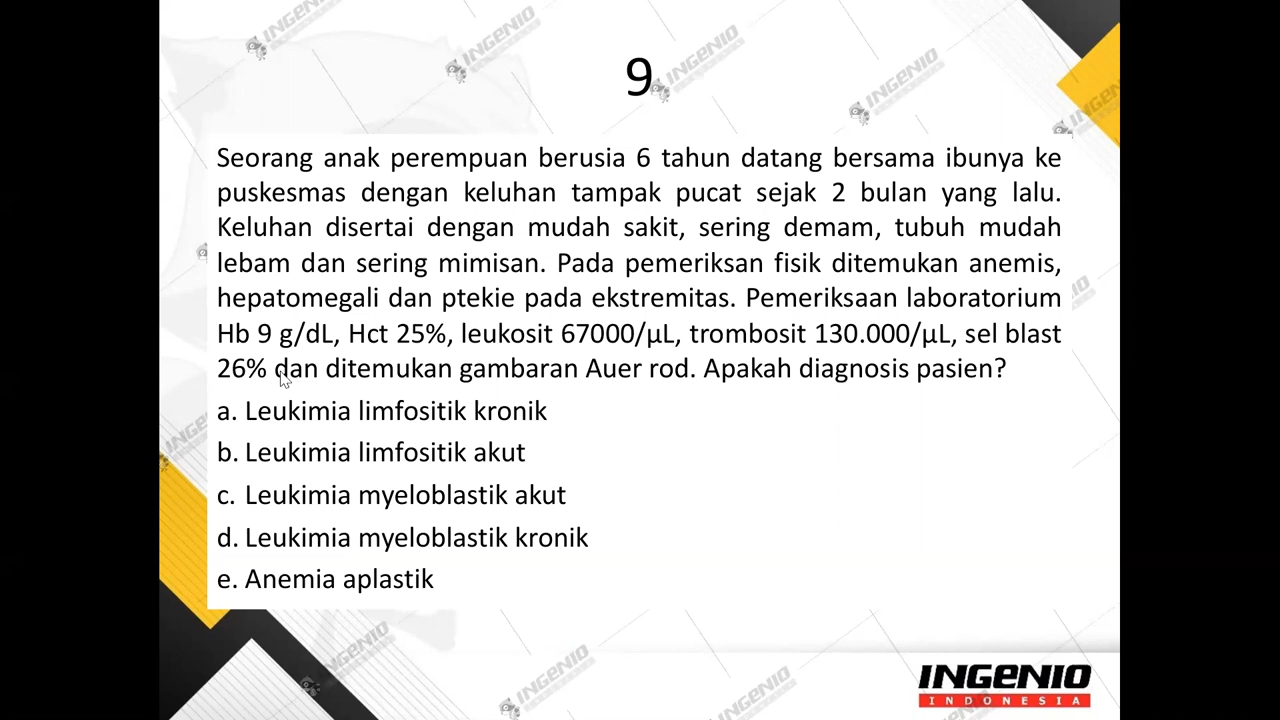 9
Seorang anak perempuan berusia 6 tahun datang bersama ibunya ke
puskesmas dengan keluhan tampak pucat sejak 2 bulan yang lalu.
Keluhan disertai dengan mudah sakit, sering demam, tubuh mudah
lebam dan sering mimisan. Pada pemeriksan fisik ditemukan anemis,
hepatomegali dan ptekie pada ekstremitas. Pemeriksaan laboratorium
Hb 9 g/dL, Hct 25%, leukosit 67000/µL, trombosit 130.000/µL, sel blast
26% dan ditemukan gambaran Auer rod. Apakah diagnosis pasien?
a. Leukimia limfositik kronik
b. Leukimia limfositik akut
c. Leukimia myeloblastik akut
d. Leukimia myeloblastik kronik
e. Anemia aplastik
INGENIO
INDONESIA